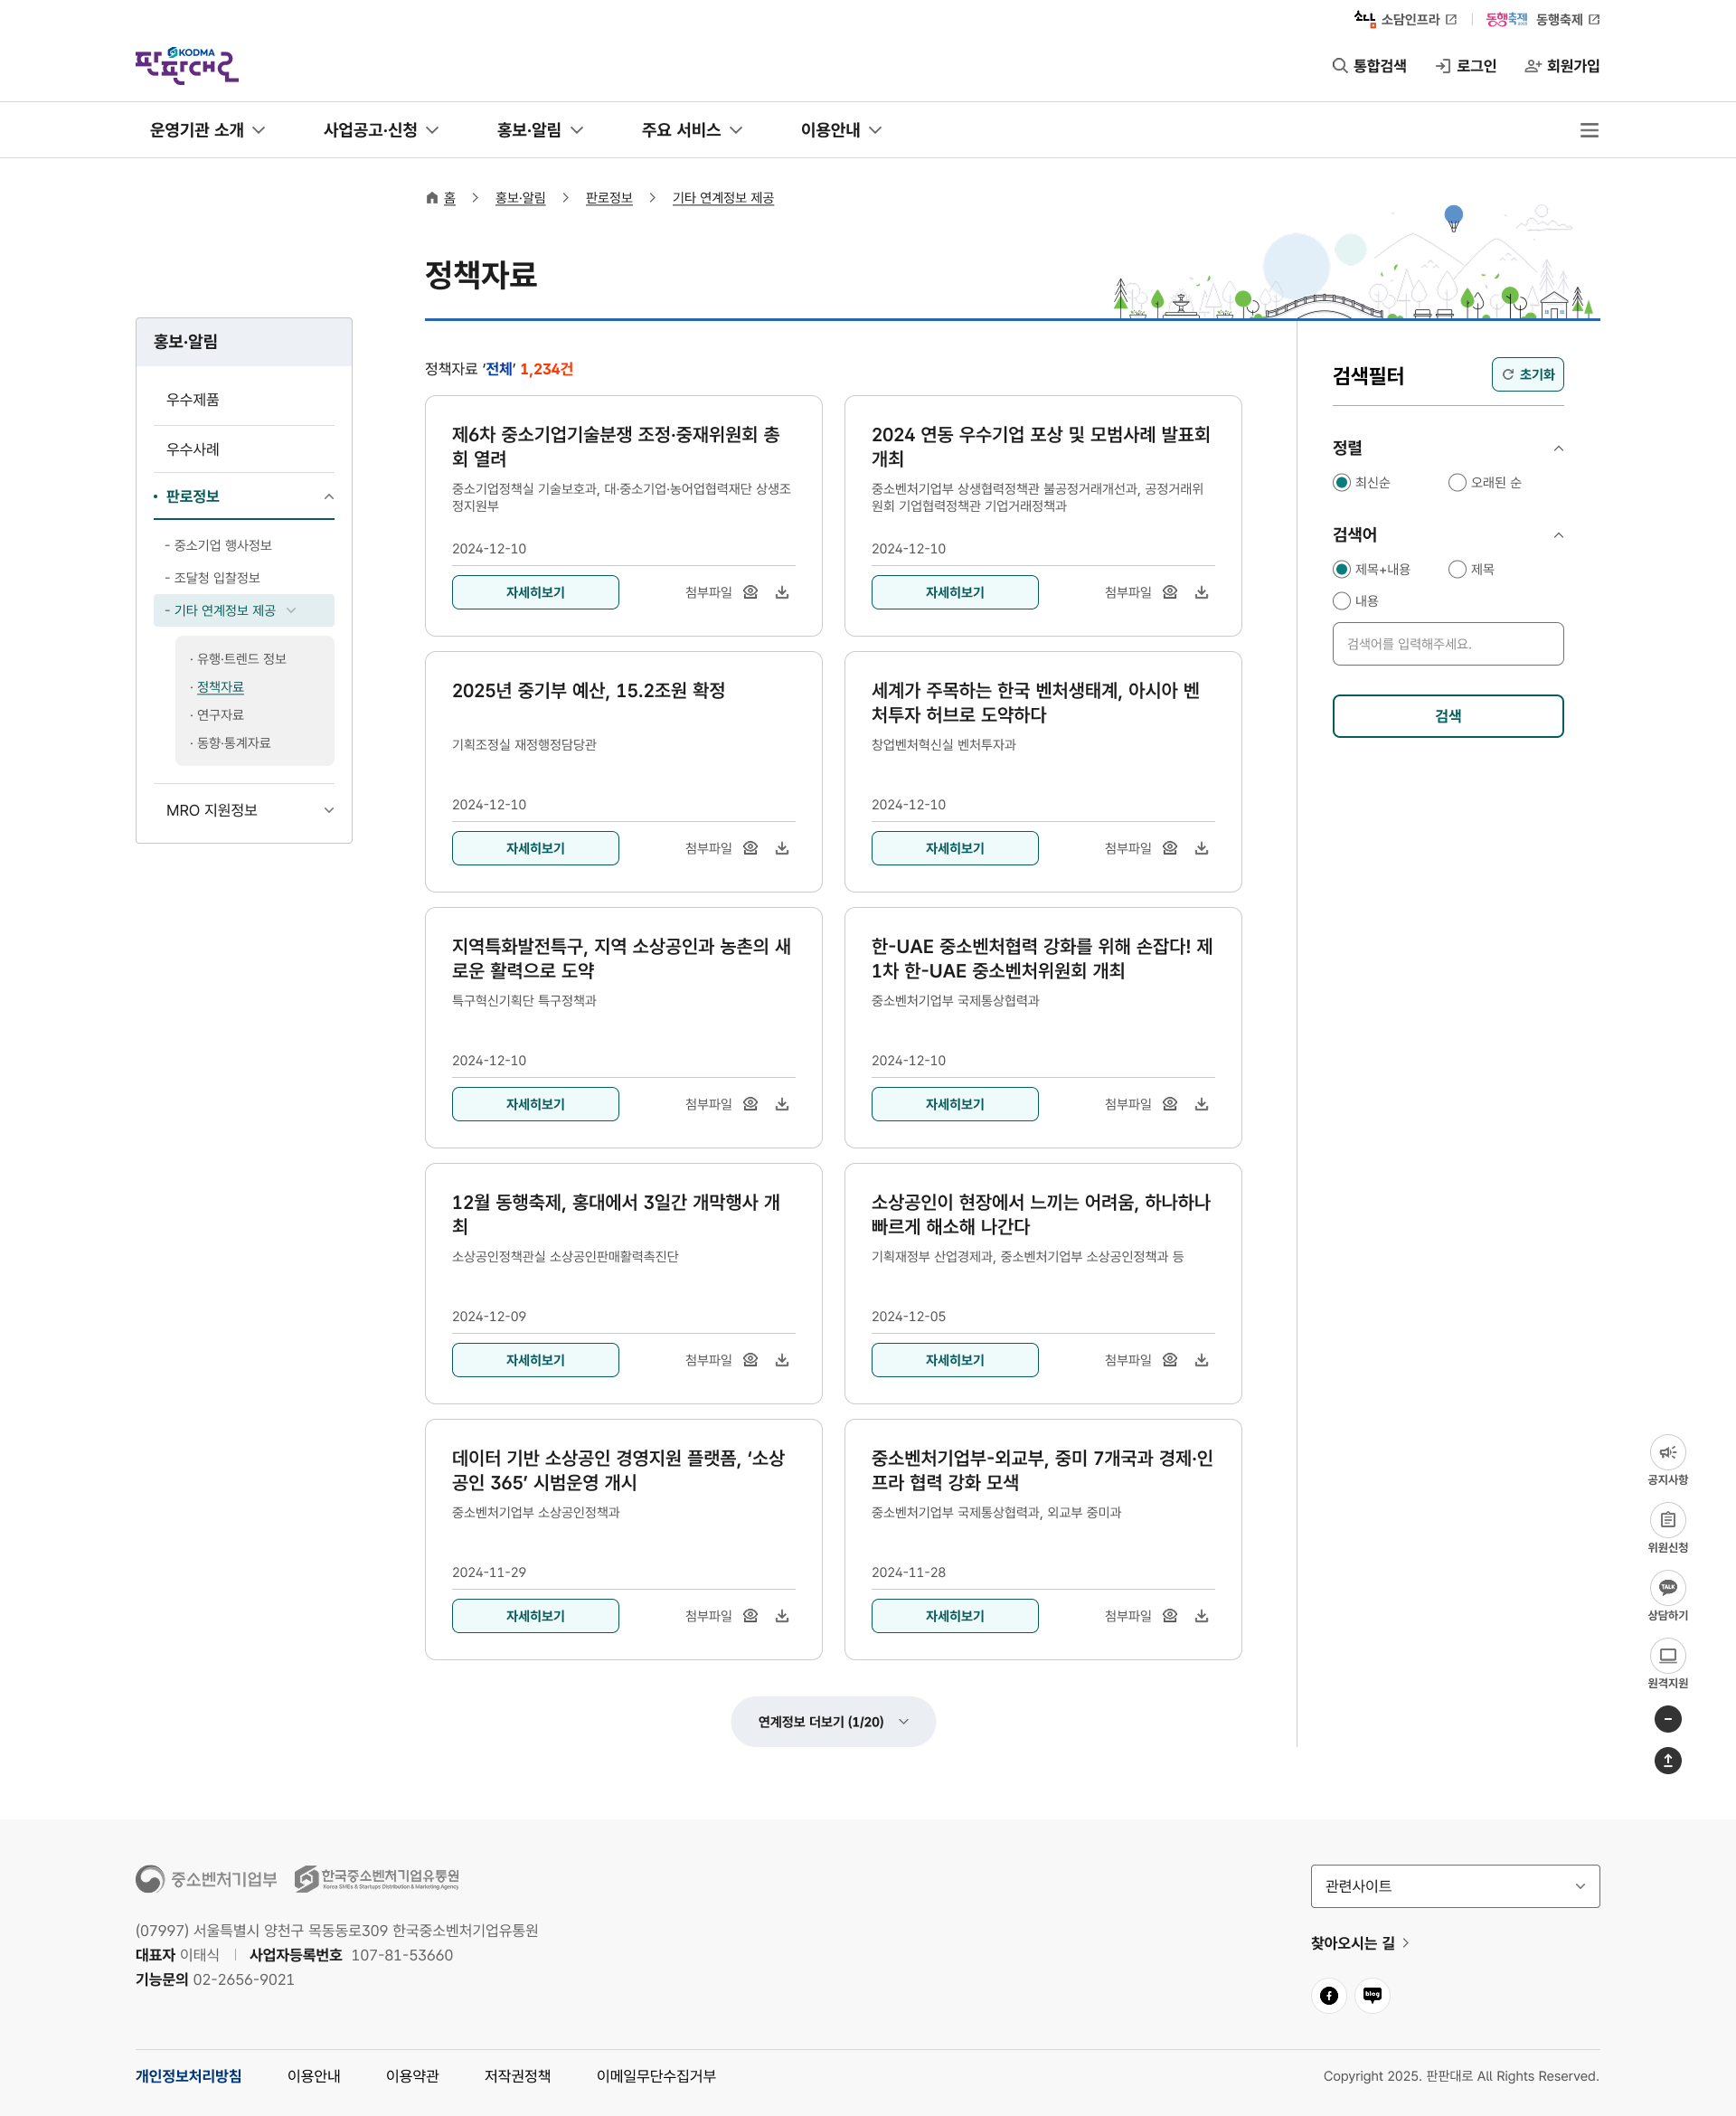 소담 소담인프라
동행축제 동행축제
KODMA
판판대로
통합검색
로그인
회원가입
운영기관 소개
사업공고·신청
홍보·알림
주요 서비스
이용안내
홈 > 홍보·알림 > 판로정보 > 기타 연계정보 제공
정책자료
홍보·알림
우수제품
우수사례
판로정보
- 중소기업 행사정보
- 조달청 입찰정보
- 기타 연계정보 제공
· 유행·트렌드 정보
· 정책자료
· 연구자료
· 동향·통계자료
MRO 지원정보
정책자료 ‘전체’ 1,234건
제6차 중소기업기술분쟁 조정·중재위원회 총
회 열려
중소기업정책실 기술보호과, 대·중소기업·농어업협력재단 상생조
정지원부
2024-12-10
자세히보기
첨부파일
2024 연동 우수기업 포상 및 모범사례 발표회
개최
중소벤처기업부 상생협력정책관 불공정거래개선과, 공정거래위
원회 기업협력정책관 기업거래정책과
2024-12-10
자세히보기
첨부파일
2025년 중기부 예산, 15.2조원 확정
기획조정실 재정행정담당관
2024-12-10
자세히보기
첨부파일
세계가 주목하는 한국 벤처생태계, 아시아 벤
처투자 허브로 도약하다
창업벤처혁신실 벤처투자과
2024-12-10
자세히보기
첨부파일
지역특화발전특구, 지역 소상공인과 농촌의 새
로운 활력으로 도약
특구혁신기획단 특구정책과
2024-12-10
자세히보기
첨부파일
한-UAE 중소벤처협력 강화를 위해 손잡다! 제
1차 한-UAE 중소벤처위원회 개최
중소벤처기업부 국제통상협력과
2024-12-10
자세히보기
첨부파일
12월 동행축제, 홍대에서 3일간 개막행사 개
최
소상공인정책관실 소상공인판매활력촉진단
2024-12-09
자세히보기
첨부파일
소상공인이 현장에서 느끼는 어려움, 하나하나
빠르게 해소해 나간다
기획재정부 산업경제과, 중소벤처기업부 소상공인정책과 등
2024-12-05
자세히보기
첨부파일
데이터 기반 소상공인 경영지원 플랫폼, ‘소상
공인 365’ 시범운영 개시
중소벤처기업부 소상공인정책과
2024-11-29
자세히보기
첨부파일
중소벤처기업부-외교부, 중미 7개국과 경제·인
프라 협력 강화 모색
중소벤처기업부 국제통상협력과, 외교부 중미과
2024-11-28
자세히보기
첨부파일
연계정보 더보기 (1/20)
검색필터
초기화
정렬
최신순
오래된 순
검색어
제목+내용
제목
내용
검색어를 입력해주세요.
검색
공지사항
위원신청
TALK
상담하기
원격지원
중소벤처기업부
한국중소벤처기업유통원
Korea SMEs & Startups Distribution & Marketing Agency
(07997) 서울특별시 양천구 목동동로309 한국중소벤처기업유통원
대표자 이태식 | 사업자등록번호 107-81-53660
기능문의 02-2656-9021
관련사이트
찾아오시는 길
blog
개인정보처리방침
이용안내
이용약관
저작권정책
이메일무단수집거부
Copyright 2025. 판판대로 All Rights Reserved.